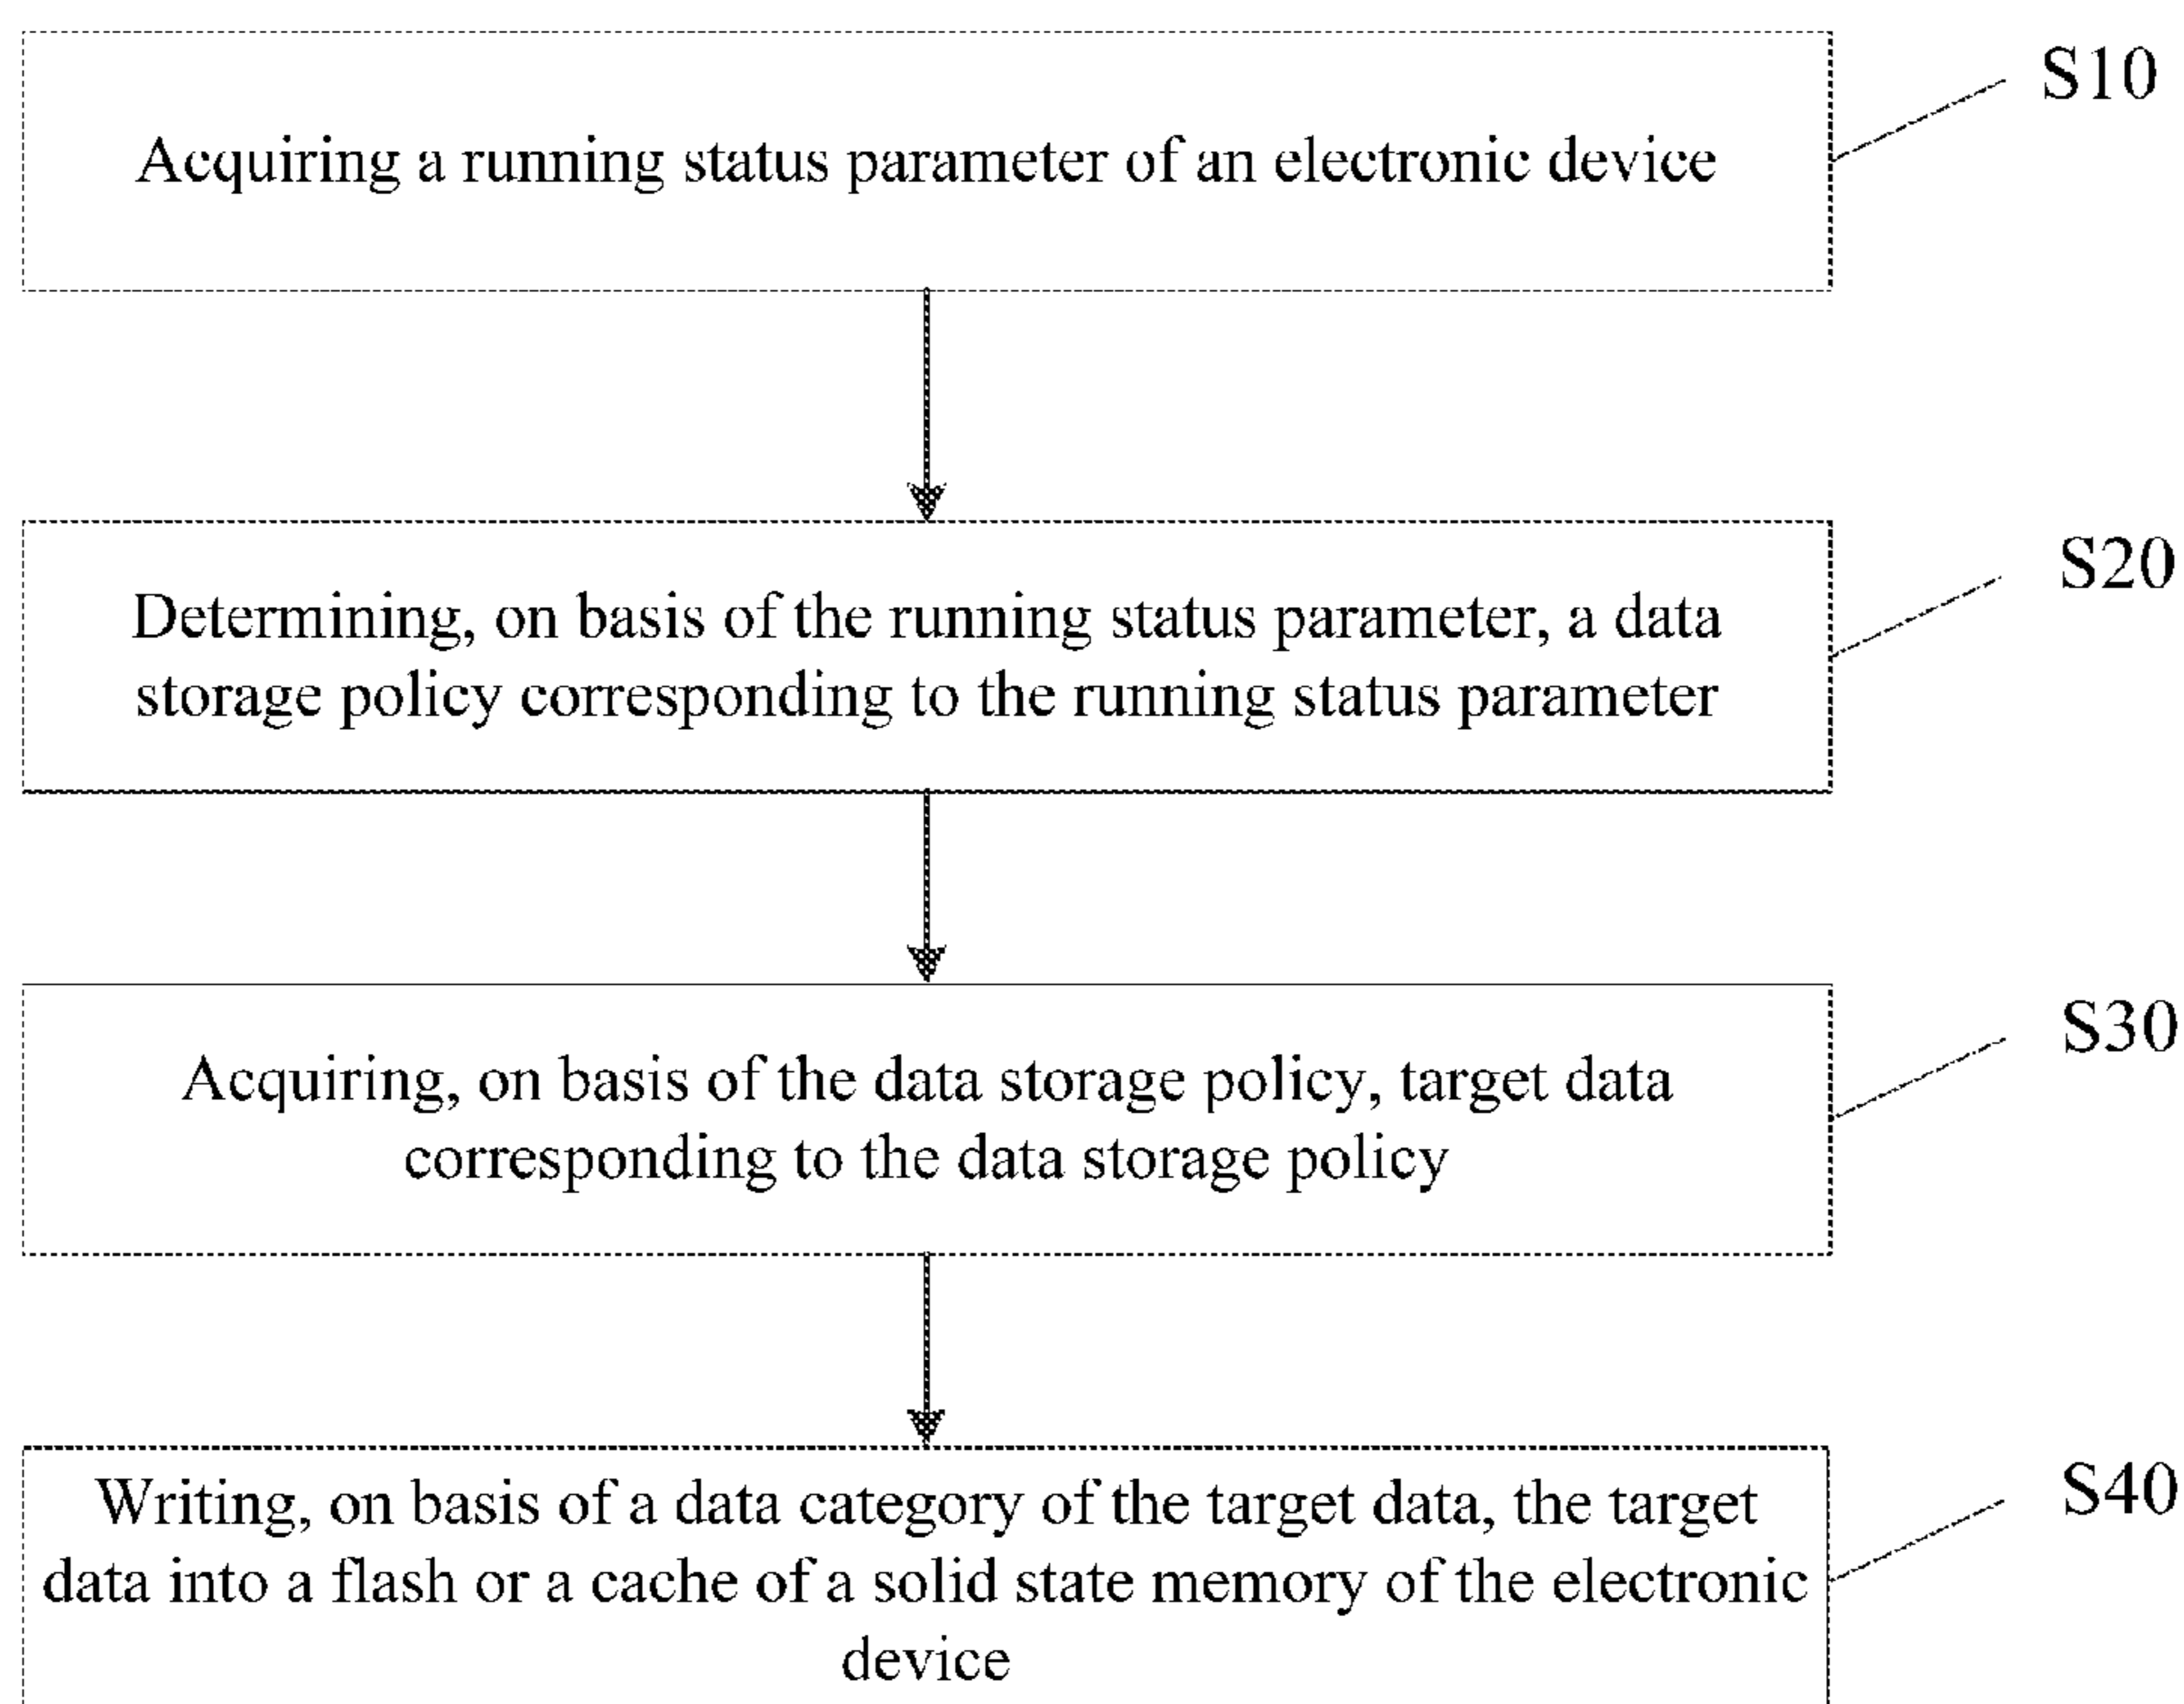 S10
Acquiring a running status parameter of an electronic device
S20
Determining, on basis of the running status parameter, a data
storage policy corresponding to the running status parameter
S30
Acquiring, on basis of the data storage policy, target data
corresponding to the data storage policy
S40
Writing, on basis of a data category of the target data, the target
data into a flash or a cache of a solid state memory of the electronic
device